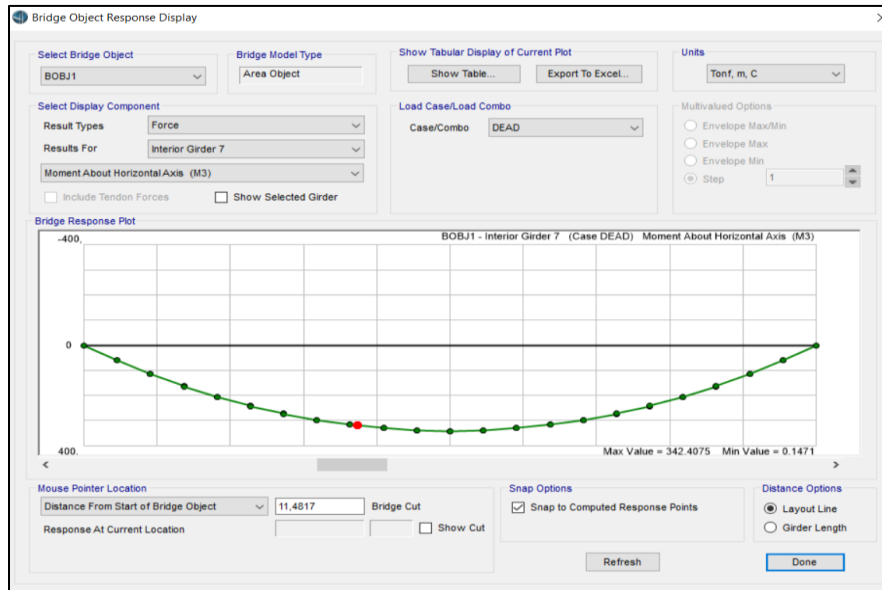 Bridge Object Response Display
Select Bridge Object
BOBJ1
Bridge Model Type
Area Object
Show Tabular Display of Current Plot
Show Table...
Export To Excel...
Units
Tonf, m, C
Select Display Component
Result Types
Force
Results For
Interior Girder 7
Moment About Horizontal Axis (M3)
Include Tendon Forces
Show Selected Girder
Load Case/Load Combo
Case/Combo
DEAD
Multivalued Options
Envelope Max/Min
Envelope Max
Envelope Min
Step
1
Bridge Response Plot
-400,
BOBJ1 - Interior Girder 7 (Case DEAD) Moment About Horizontal Axis (M3)
0
400.
Max Value = 342.4075 Min Value = 0.1471
Mouse Pointer Location
Distance From Start of Bridge Object
11,4817
Bridge Cut
Response At Current Location
Show Cut
Snap Options
Snap to Computed Response Points
Distance Options
Layout Line
Girder Length
Refresh
Done